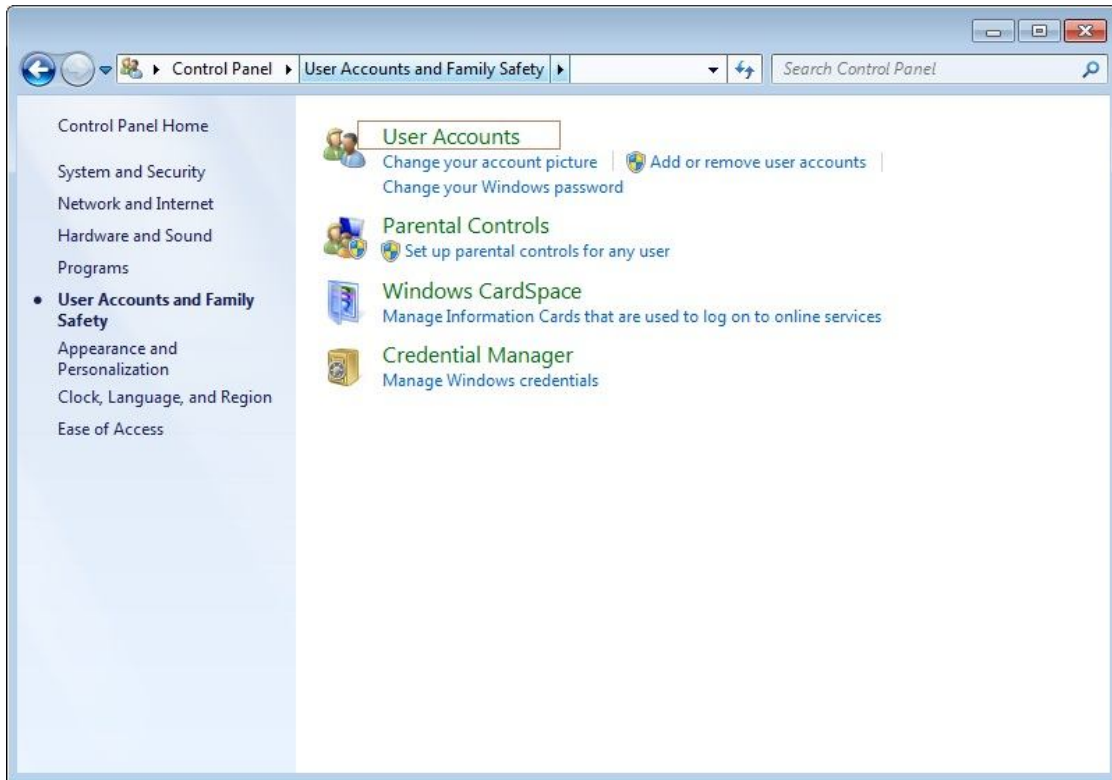 Control Panel User Accounts and Family Safety Search Control Panel
Control Panel Home
System and Security
Network and Internet
Hardware and Sound
Programs
User Accounts and Family
Safety
Appearance and
Personalization
Clock, Language, and Region
Ease of Access
User Accounts
Change your account picture Add or remove user accounts
Change your Windows password
Parental Controls
Set up parental controls for any user
Windows CardSpace
Manage Information Cards that are used to log on to online services
Credential Manager
Manage Windows credentials